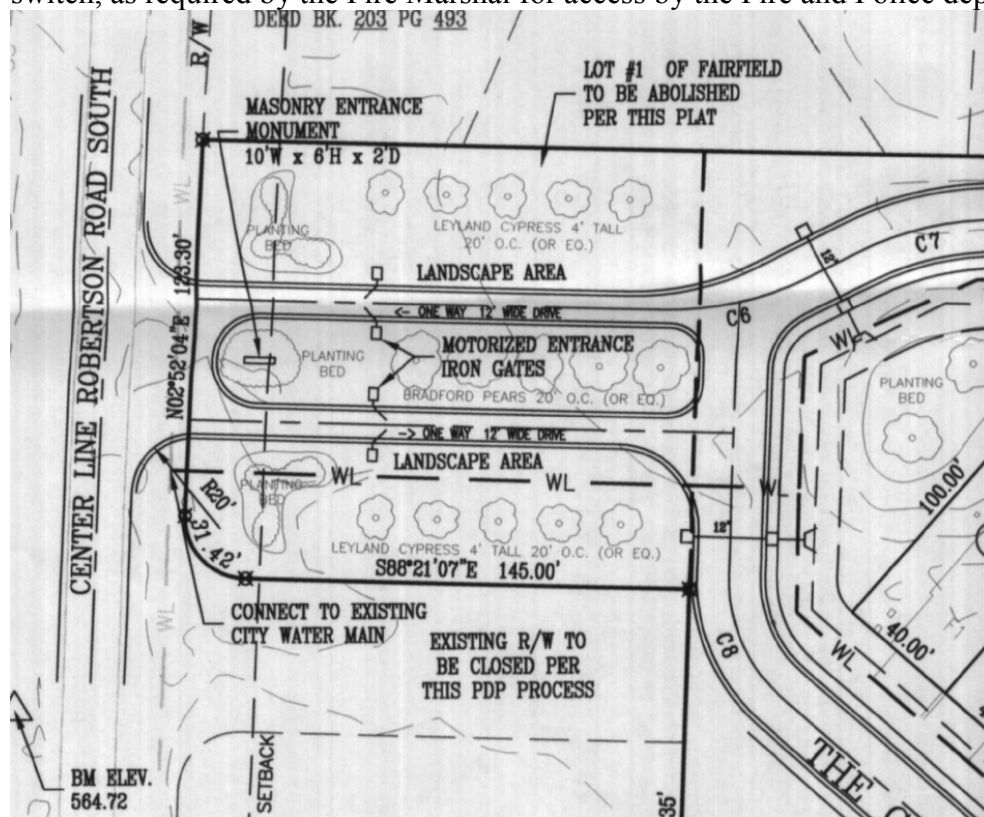 switch, as required by the Fire Marshal for access by the Fire and Police dep
DEED BK. 203 PG 493
R/W
CENTER LINE ROBERTSON ROAD SOUTH
MASONRY ENTRANCE
MONUMENT
10'W x 6'H x 2'D
LOT #1 OF FAIRFIELD
TO BE ABOLISHED
PER THIS PLAT
WL
PLANTING
BED
LEYLAND CYPRESS 4' TALL
20' O.C. (OR EQ.)
LANDSCAPE AREA
N02°52'04"E 123.30'
<- ONE WAY 12' WIDE DRIVE
C6
C7
12"
WL
PLANTING
BED
MOTORIZED ENTRANCE
IRON GATES
BRADFORD PEARS 20' O.C. (OR EQ.)
PLANTING
BED
-> ONE WAY 12' WIDE DRIVE
LANDSCAPE AREA
WL
WL
WL
PLANTING
BED
R20'
31.42'
100.00'
12"
LEYLAND CYPRESS 4' TALL 20' O.C. (OR EQ.)
S88°21'07"E 145.00'
CONNECT TO EXISTING
CITY WATER MAIN
WL
EXISTING R/W TO
BE CLOSED PER
THIS PDP PROCESS
C8
WL
40.00'
F1
BM ELEV.
564.72
SETBACK
35'
THE